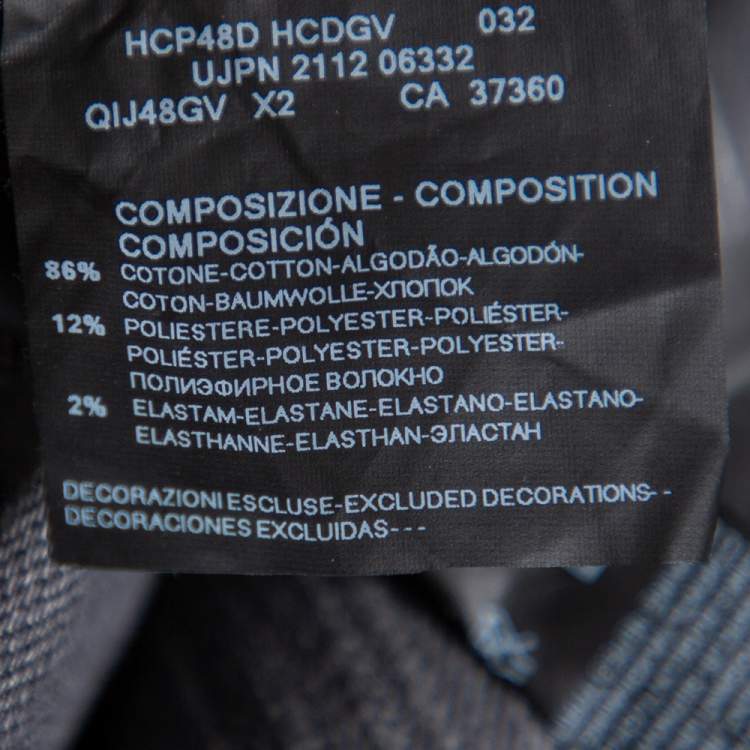 HCP48D HCDGV 032
UJPN 2112 06332
QIJ48GV X2 CA 37360
COMPOSIZIONE - COMPOSITION
COMPOSICIÓN
86% COTONE-COTTON-ALGODÃO-ALGODÓN-
COTON-BAUMWOLLE-ХЛОПОК
12% POLIESTERE-POLYESTER-POLIÉSTER-
POLIÉSTER-POLYESTER-POLYESTER-
ПОЛИЭФИРНОЕ ВОЛОКНО
2% ELASTAM-ELASTANE-ELASTANO-ELASTANO-
ELASTHANNE-ELASTHAN-ЭЛАСТАН
DECORAZIONI ESCLUSE-EXCLUDED DECORATIONS- -
DECORACIONES EXCLUIDAS- - -